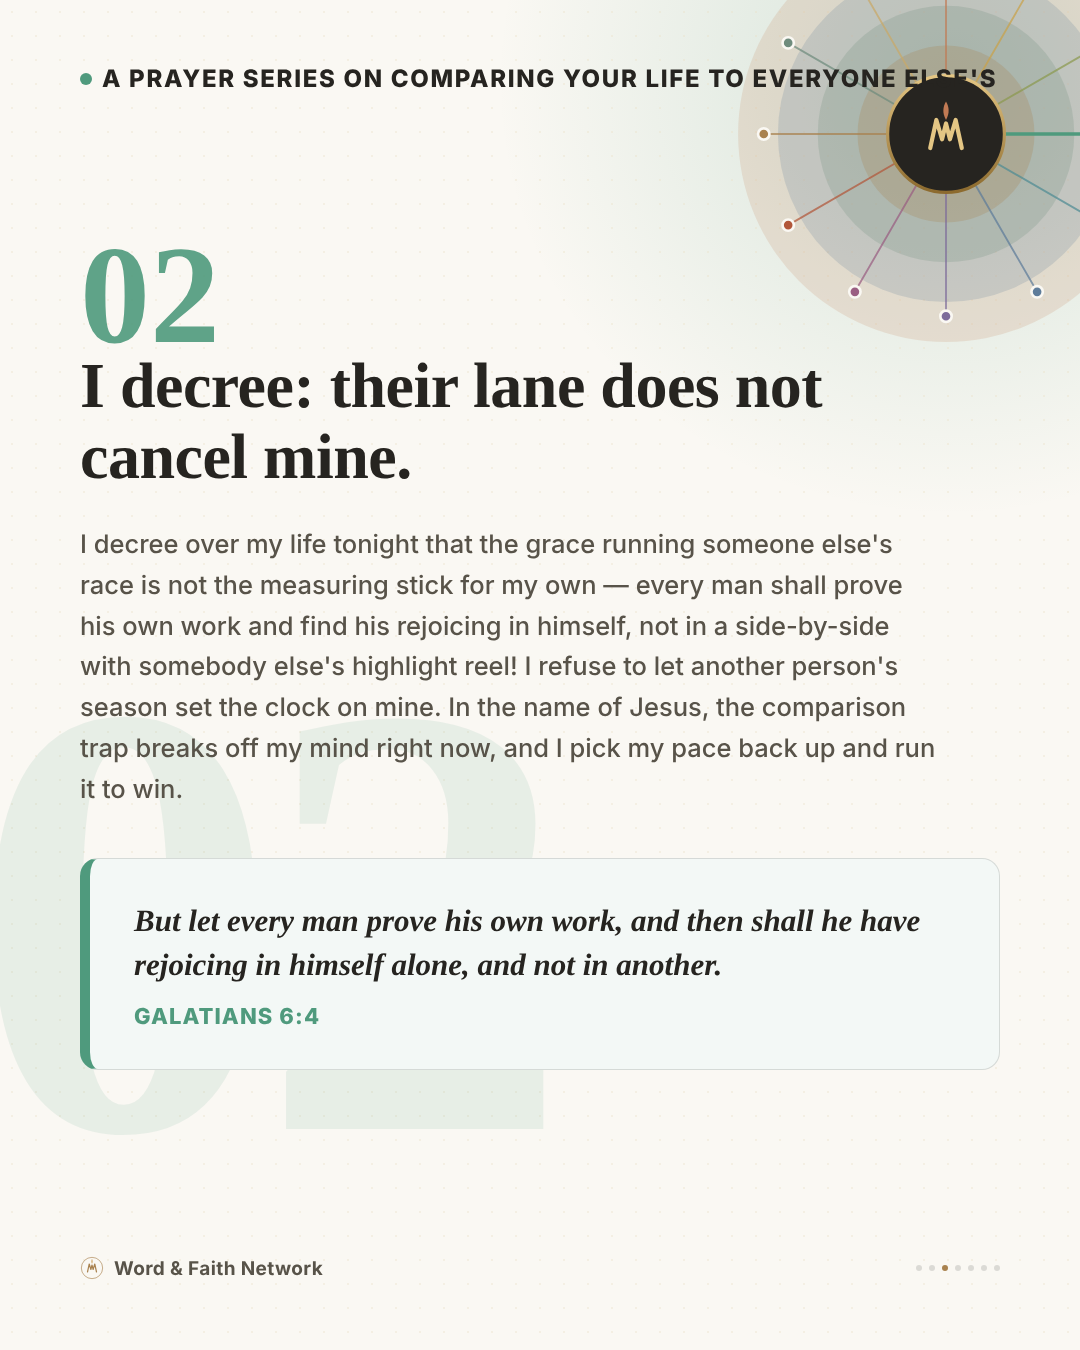 A PRAYER SERIES ON COMPARING YOUR LIFE TO EVERYONE ELSE'S
02
I decree: their lane does not
cancel mine.
I decree over my life tonight that the grace running someone else's
race is not the measuring stick for my own — every man shall prove
his own work and find his rejoicing in himself, not in a side-by-side
with somebody else's highlight reel! I refuse to let another person's
season set the clock on mine. In the name of Jesus, the comparison
trap breaks off my mind right now, and I pick my pace back up and run
it to win.
02
But let every man prove his own work, and then shall he have
rejoicing in himself alone, and not in another.
GALATIANS 6:4
Word & Faith Network